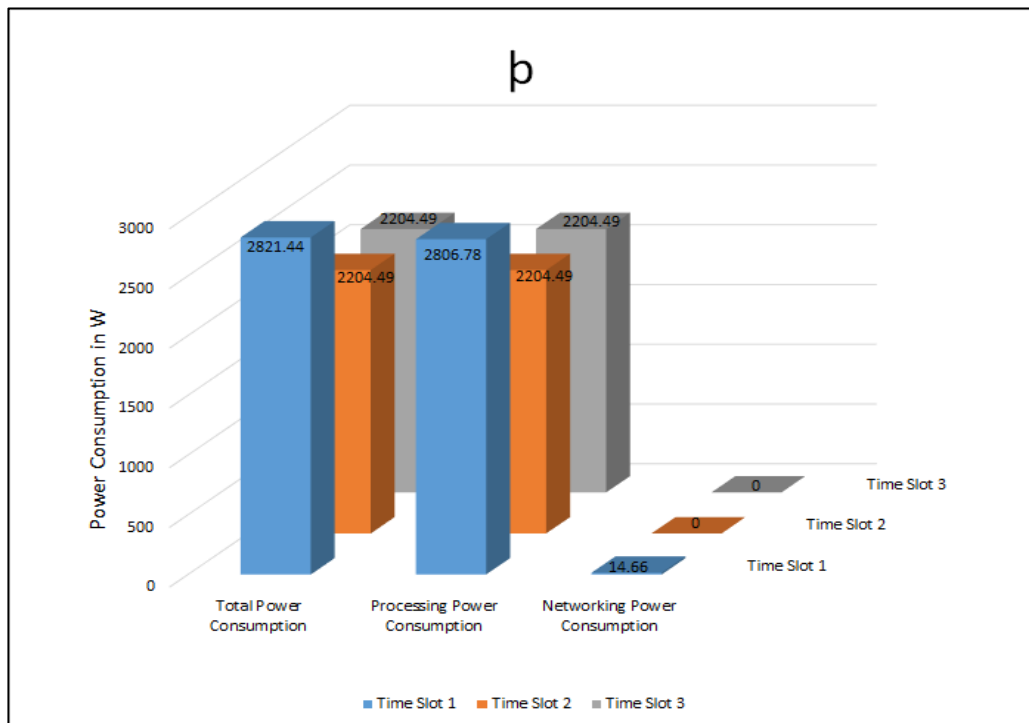 þ
Power Consumption in W
3000
2500
2000
1500
1000
500
0
2821.44
2204.49
2204.49
2806.78
2204.49
2204.49
14.66
0
0
Time Slot 3
Time Slot 2
Time Slot 1
Total Power
Consumption
Processing Power
Consumption
Networking Power
Consumption
Time Slot 1 Time Slot 2 Time Slot 3